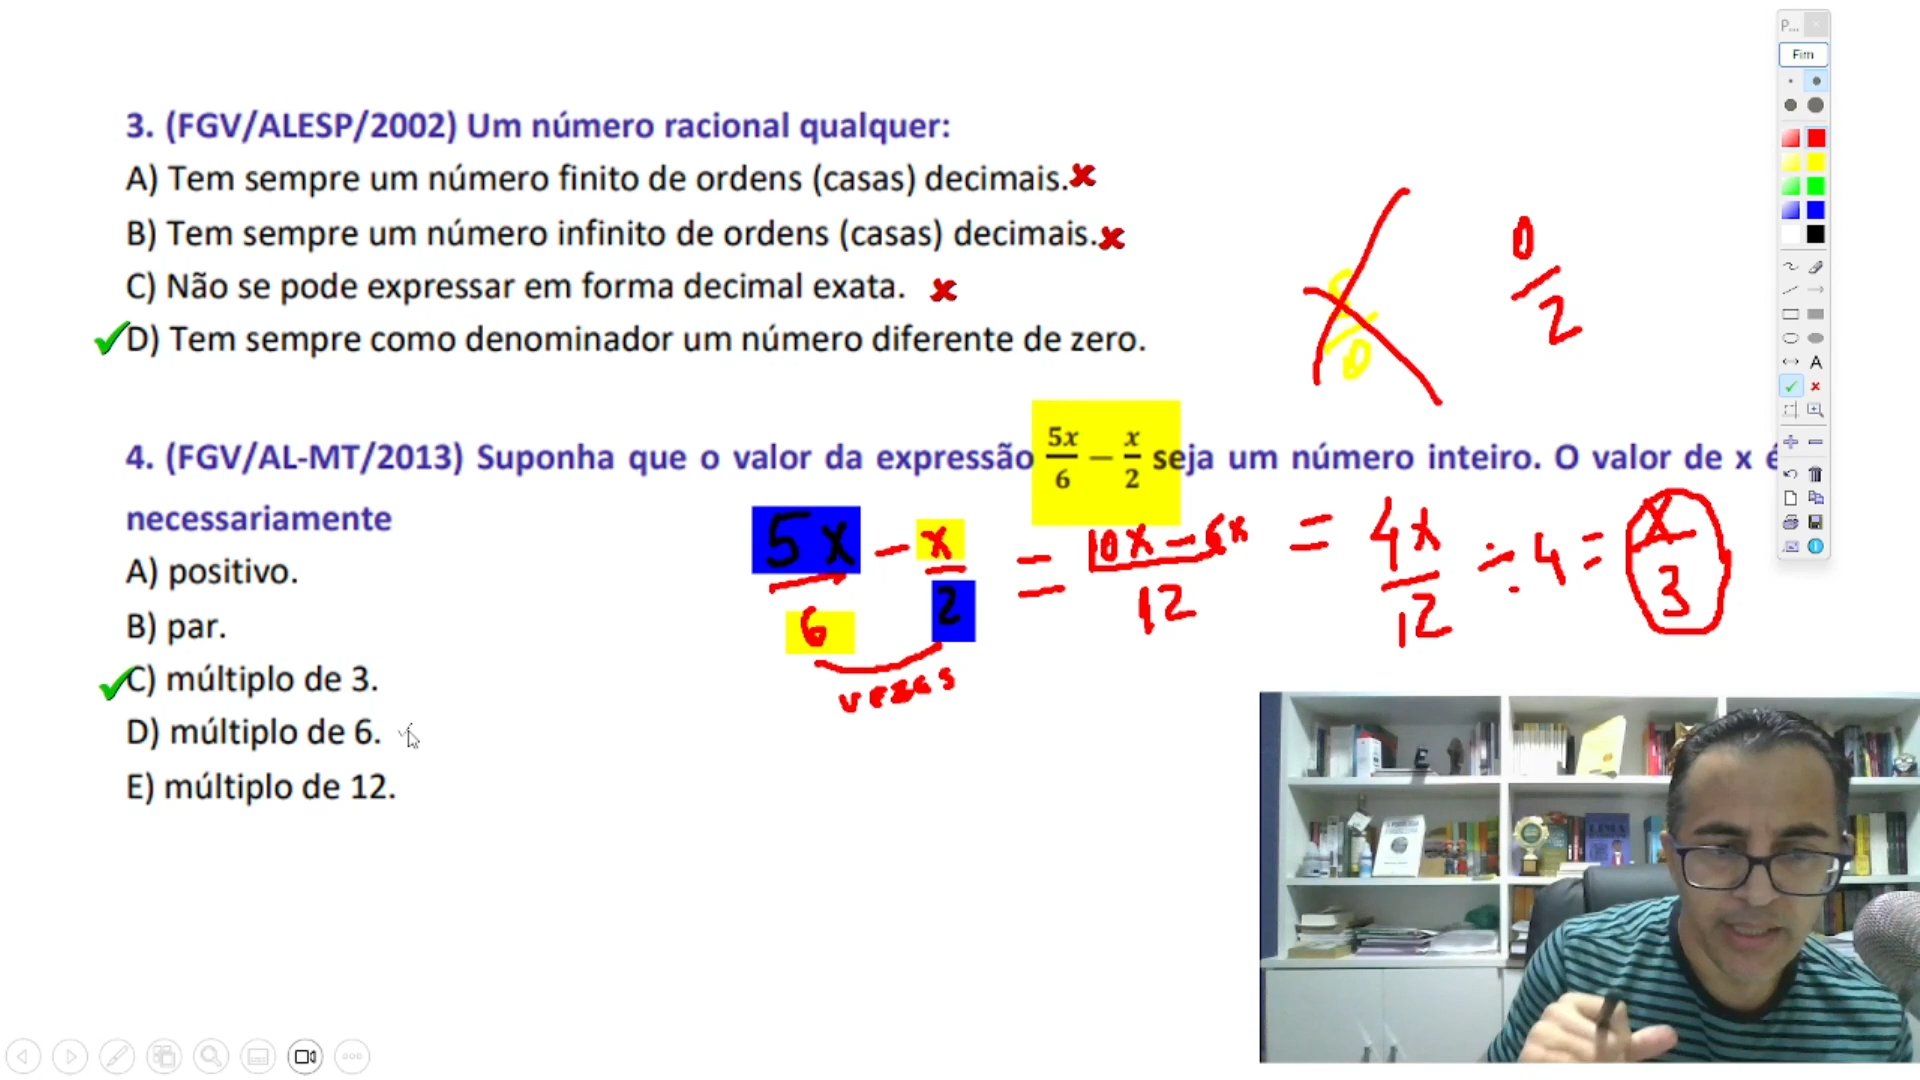 P...
Fim
3. (FGV/ALESP/2002) Um número racional qualquer:
A) Tem sempre um número finito de ordens (casas) decimais.
B) Tem sempre um número infinito de ordens (casas) decimais.
C) Não se pode expressar em forma decimal exata.
D) Tem sempre como denominador um número diferente de zero.
0/2
4. (FGV/AL-MT/2013) Suponha que o valor da expressão 5x/6 − x/2 seja um número inteiro. O valor de x é
necessariamente
5x/6 − x/2 = 10x − 6x/12 = 4x/12 ÷ 4 = x/3
vezes
A) positivo.
B) par.
C) múltiplo de 3.
D) múltiplo de 6.
E) múltiplo de 12.